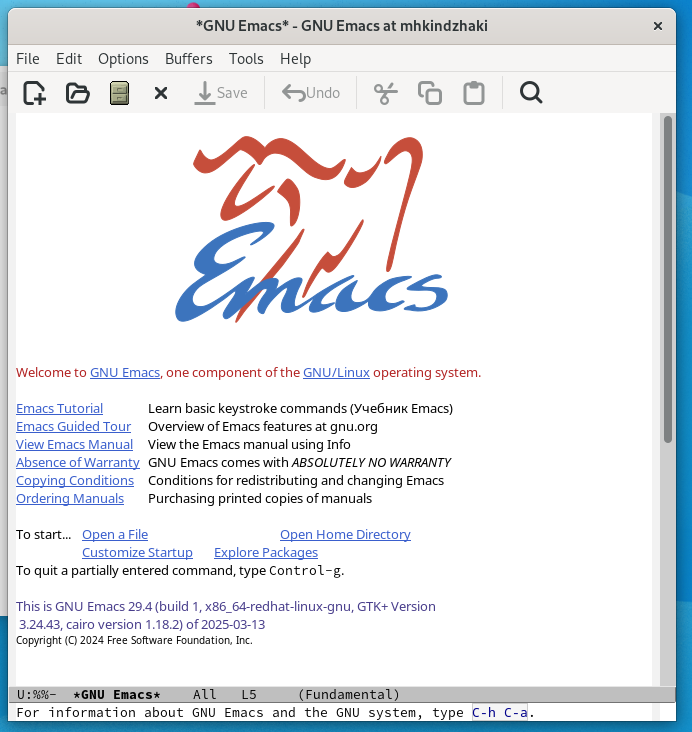 *GNU Emacs* - GNU Emacs at mhkindzhaki
File Edit Options Buffers Tools Help
Save Undo
Emacs
Welcome to GNU Emacs, one component of the GNU/Linux operating system.
Emacs Tutorial Learn basic keystroke commands (Учебник Emacs)
Emacs Guided Tour Overview of Emacs features at gnu.org
View Emacs Manual View the Emacs manual using Info
Absence of Warranty GNU Emacs comes with ABSOLUTELY NO WARRANTY
Copying Conditions Conditions for redistributing and changing Emacs
Ordering Manuals Purchasing printed copies of manuals
To start... Open a File Open Home Directory
Customize Startup Explore Packages
To quit a partially entered command, type Control-g.
This is GNU Emacs 29.4 (build 1, x86_64-redhat-linux-gnu, GTK+ Version
3.24.43, cairo version 1.18.2) of 2025-03-13
Copyright (C) 2024 Free Software Foundation, Inc.
U:%%- *GNU Emacs* All L5 (Fundamental)
For information about GNU Emacs and the GNU system, type C-h C-a.